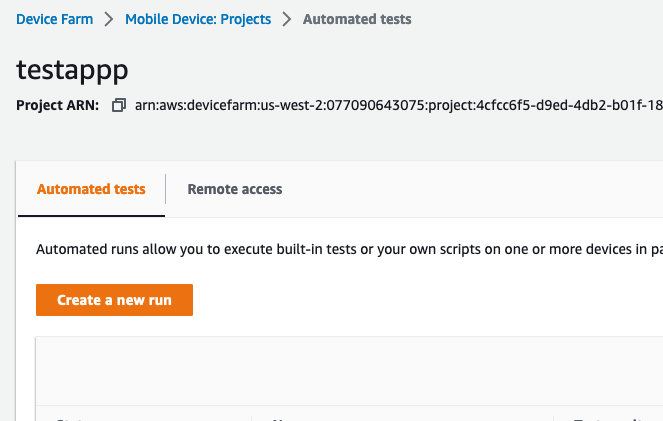 Device Farm > Mobile Device: Projects > Automated tests
testappp
Project ARN: arn:aws:devicefarm:us-west-2:077090643075:project:4cfcc6f5-d9ed-4db2-b01f-18
Automated tests Remote access
Automated runs allow you to execute built-in tests or your own scripts on one or more devices in pa
Create a new run